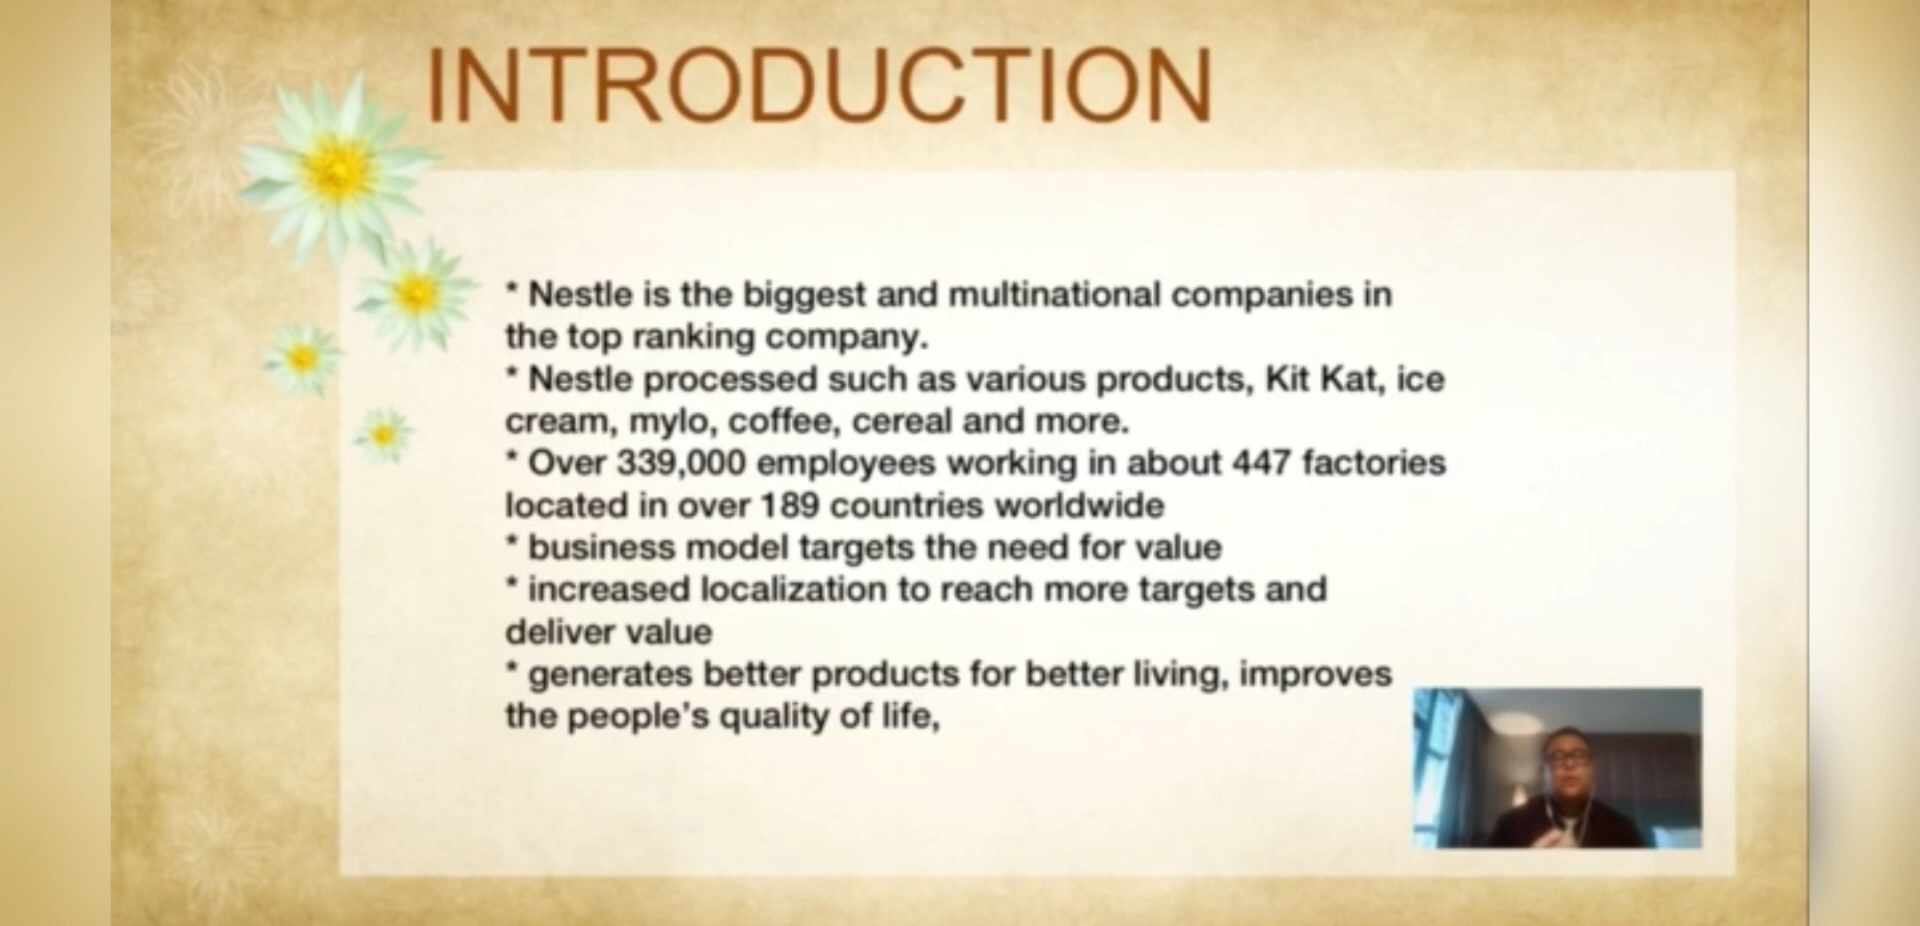 INTRODUCTION
* Nestle is the biggest and multinational companies in
the top ranking company.
* Nestle processed such as various products, Kit Kat, ice
cream, mylo, coffee, cereal and more.
* Over 339,000 employees working in about 447 factories
located in over 189 countries worldwide
* business model targets the need for value
* increased localization to reach more targets and
deliver value
* generates better products for better living, improves
the people's quality of life,